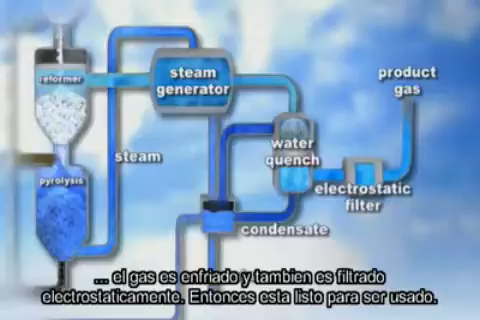 reformer
steam
generator
product
gas
steam
water
quench
pyrolysis
electrostatic
filter
condensate
... el gas es enfriado y tambien es filtrado
electrostaticamente. Entonces esta listo para ser usado.